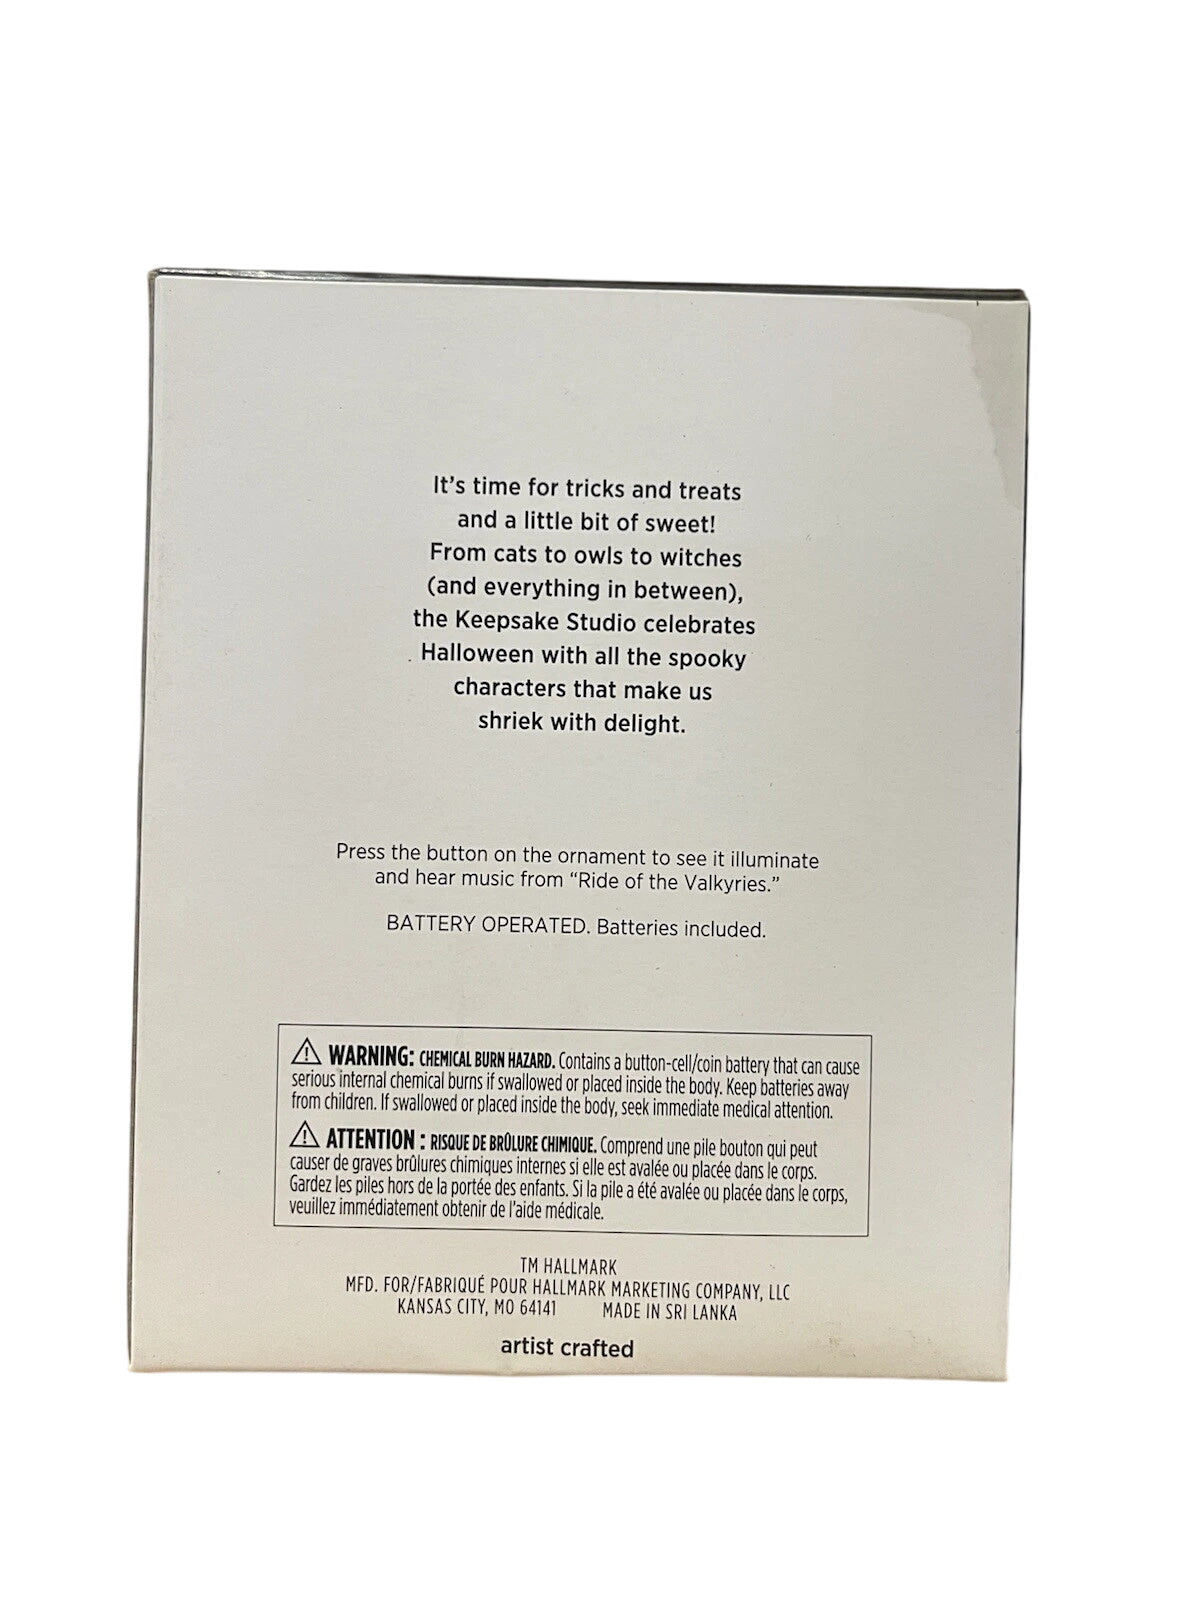 It's time for tricks and treats
and a little bit of sweet!
From cats to owls to witches
(and everything in between),
the Keepsake Studio celebrates
Halloween with all the spooky
characters that make us
shriek with delight.
Press the button on the ornament to see it illuminate
and hear music from “Ride of the Valkyries.”
BATTERY OPERATED. Batteries included.
⚠ WARNING: CHEMICAL BURN HAZARD. Contains a button-cell/coin battery that can cause
serious internal chemical burns if swallowed or placed inside the body. Keep batteries away
from children. If swallowed or placed inside the body, seek immediate medical attention.
⚠ ATTENTION : RISQUE DE BRÛLURE CHIMIQUE. Comprend une pile bouton qui peut
causer de graves brûlures chimiques internes si elle est avalée ou placée dans le corps.
Gardez les piles hors de la portée des enfants. Si la pile a été avalée ou placée dans le corps,
veuillez immédiatement obtenir de l'aide médicale.
TM HALLMARK
MFD. FOR/FABRIQUÉ POUR HALLMARK MARKETING COMPANY, LLC
KANSAS CITY, MO 64141 MADE IN SRI LANKA
artist crafted